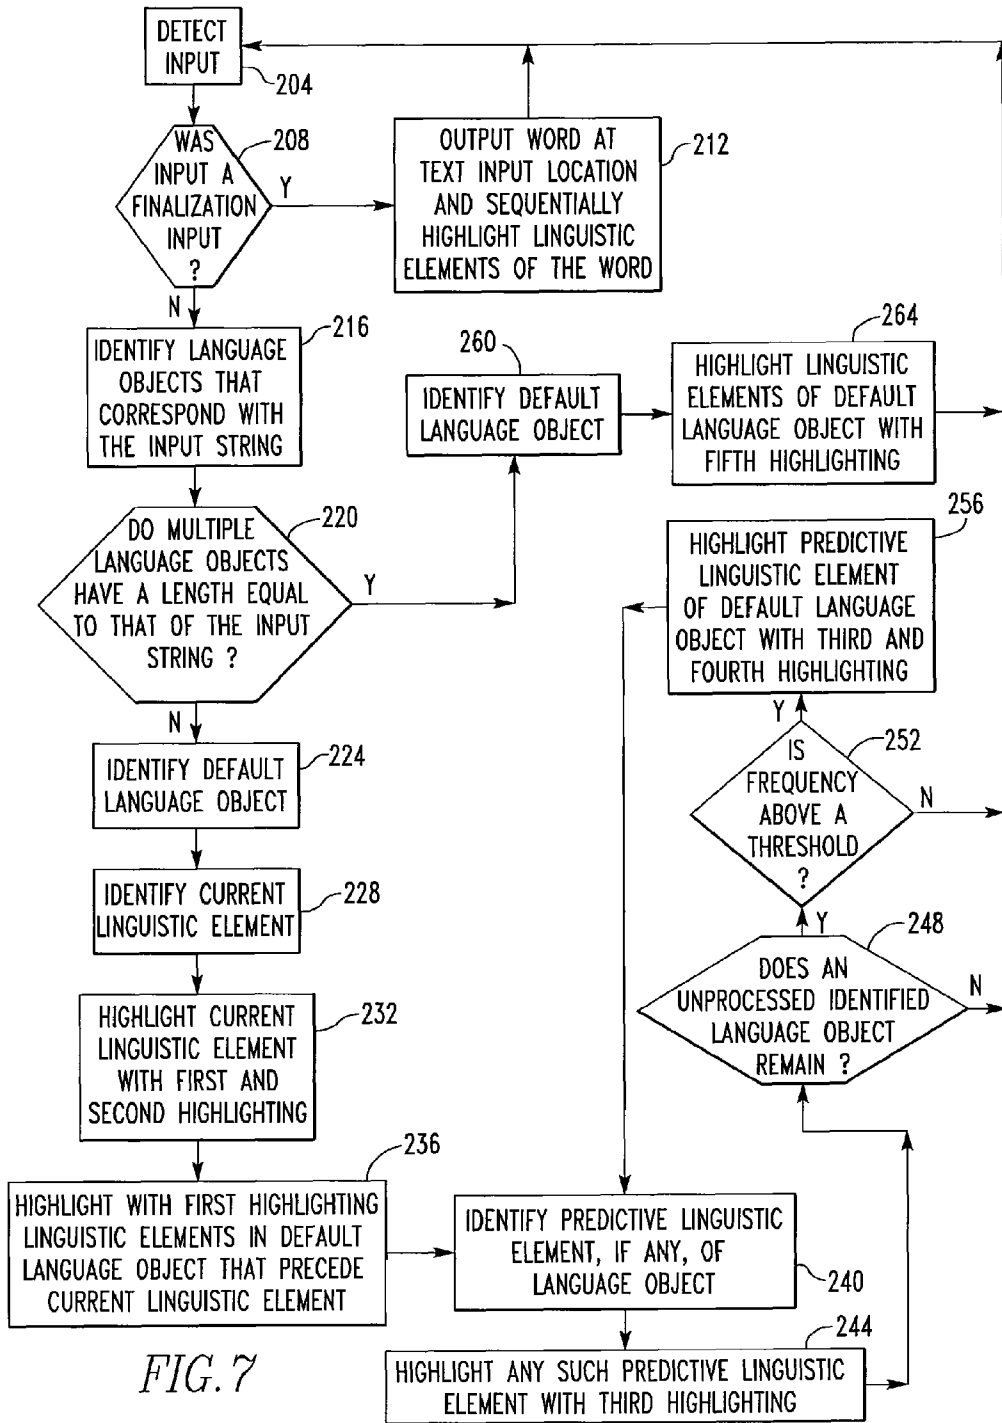 DETECT
INPUT
204
WAS
INPUT A
FINALIZATION
INPUT
?
208
Y
N
OUTPUT WORD AT
TEXT INPUT LOCATION
AND SEQUENTIALLY
HIGHLIGHT LINGUISTIC
ELEMENTS OF THE WORD
212
IDENTIFY LANGUAGE
OBJECTS THAT
CORRESPOND WITH
THE INPUT STRING
216
DO MULTIPLE
LANGUAGE OBJECTS
HAVE A LENGTH EQUAL
TO THAT OF THE INPUT
STRING ?
220
Y
N
260
IDENTIFY DEFAULT
LANGUAGE OBJECT
264
HIGHLIGHT LINGUISTIC
ELEMENTS OF DEFAULT
LANGUAGE OBJECT WITH
FIFTH HIGHLIGHTING
IDENTIFY DEFAULT
LANGUAGE OBJECT
224
IDENTIFY CURRENT
LINGUISTIC ELEMENT
228
HIGHLIGHT CURRENT
LINGUISTIC ELEMENT
WITH FIRST AND
SECOND HIGHLIGHTING
232
236
HIGHLIGHT WITH FIRST HIGHLIGHTING
LINGUISTIC ELEMENTS IN DEFAULT
LANGUAGE OBJECT THAT PRECEDE
CURRENT LINGUISTIC ELEMENT
IDENTIFY PREDICTIVE LINGUISTIC
ELEMENT, IF ANY, OF
LANGUAGE OBJECT
240
244
HIGHLIGHT ANY SUCH PREDICTIVE LINGUISTIC
ELEMENT WITH THIRD HIGHLIGHTING
248
DOES AN
UNPROCESSED IDENTIFIED
LANGUAGE OBJECT
REMAIN ?
N
Y
252
IS
FREQUENCY
ABOVE A
THRESHOLD
?
N
Y
256
HIGHLIGHT PREDICTIVE
LINGUISTIC ELEMENT
OF DEFAULT LANGUAGE
OBJECT WITH THIRD AND
FOURTH HIGHLIGHTING
FIG. 7